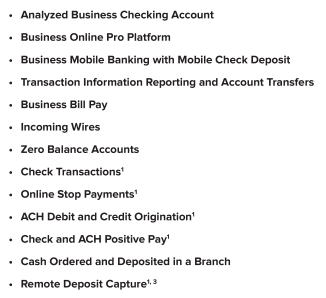 • Analyzed Business Checking Account
• Business Online Pro Platform
• Business Mobile Banking with Mobile Check Deposit
• Transaction Information Reporting and Account Transfers
• Business Bill Pay
• Incoming Wires
• Zero Balance Accounts
• Check Transactions¹
• Online Stop Payments¹
• ACH Debit and Credit Origination¹
• Check and ACH Positive Pay¹
• Cash Ordered and Deposited in a Branch
• Remote Deposit Capture¹˒ ³